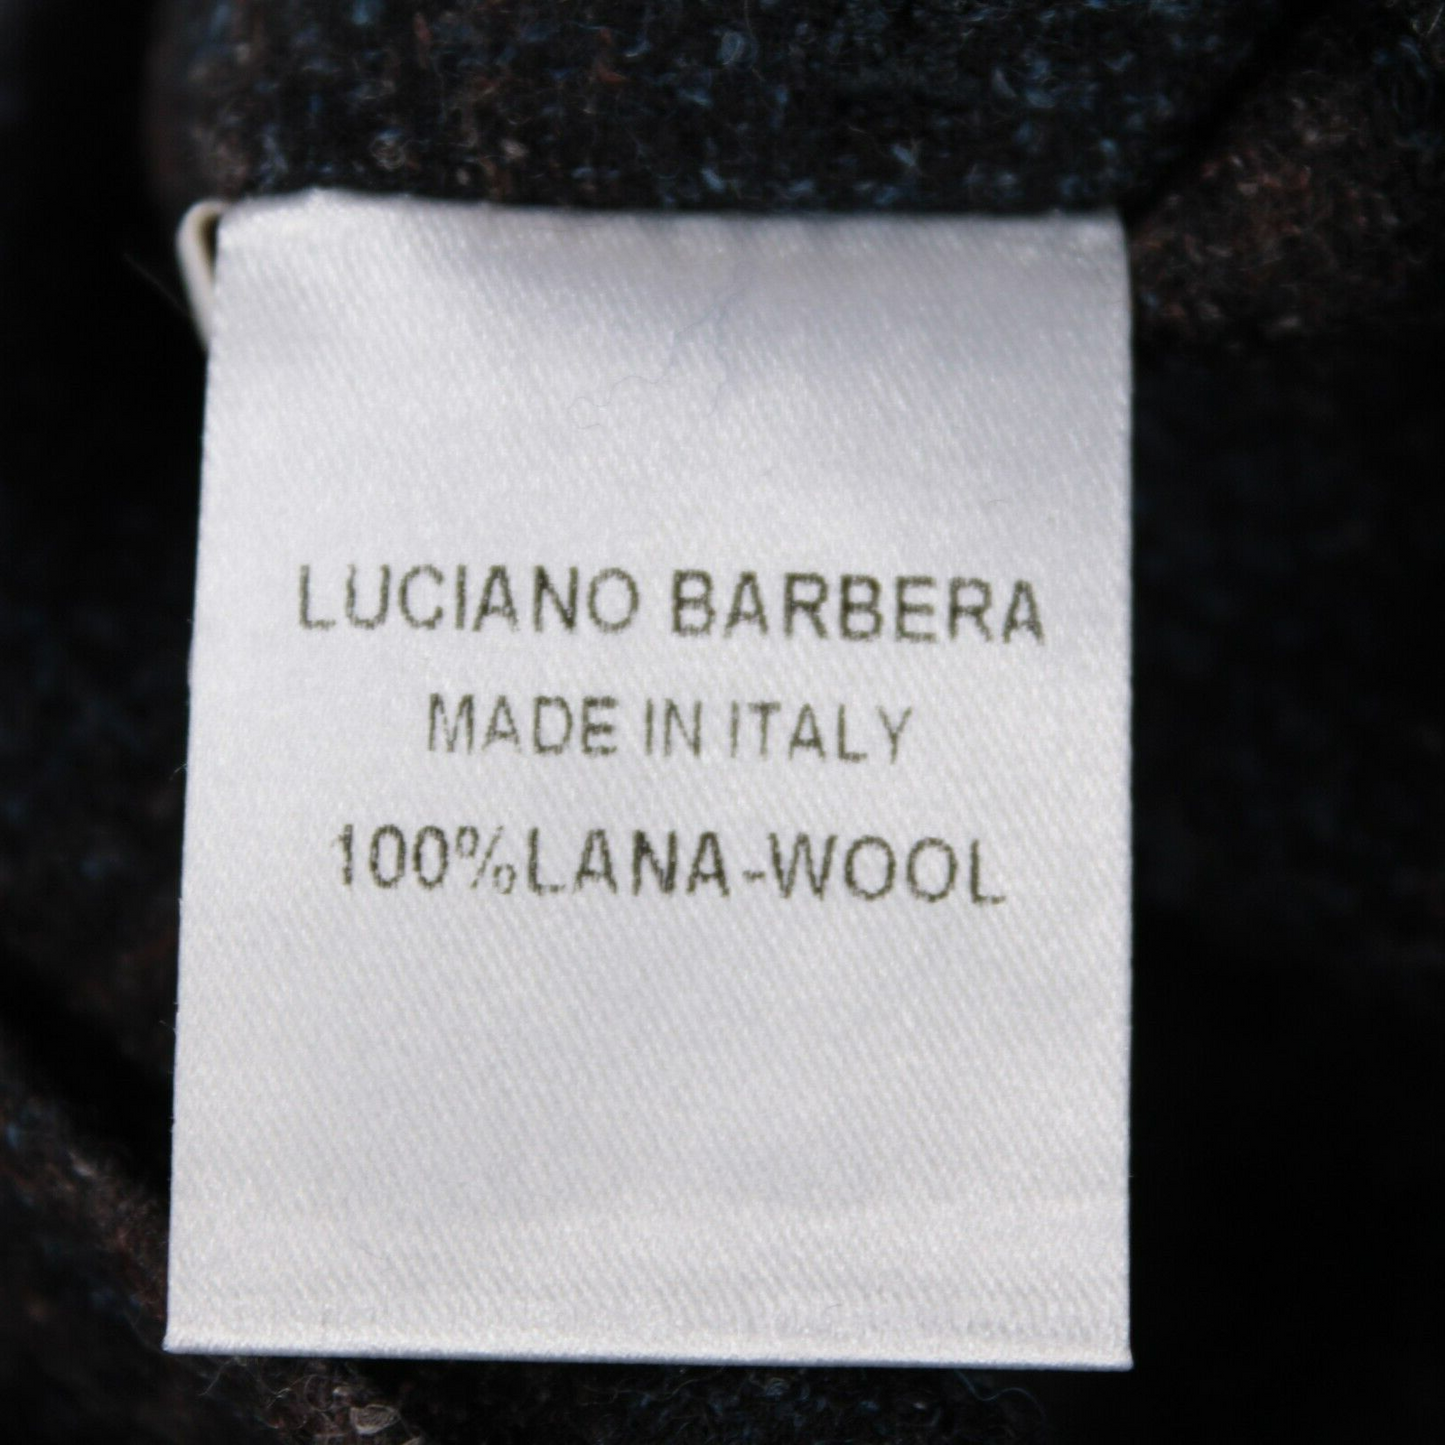 LUCIANO BARBERA
MADE IN ITALY
100%LANA-WOOL